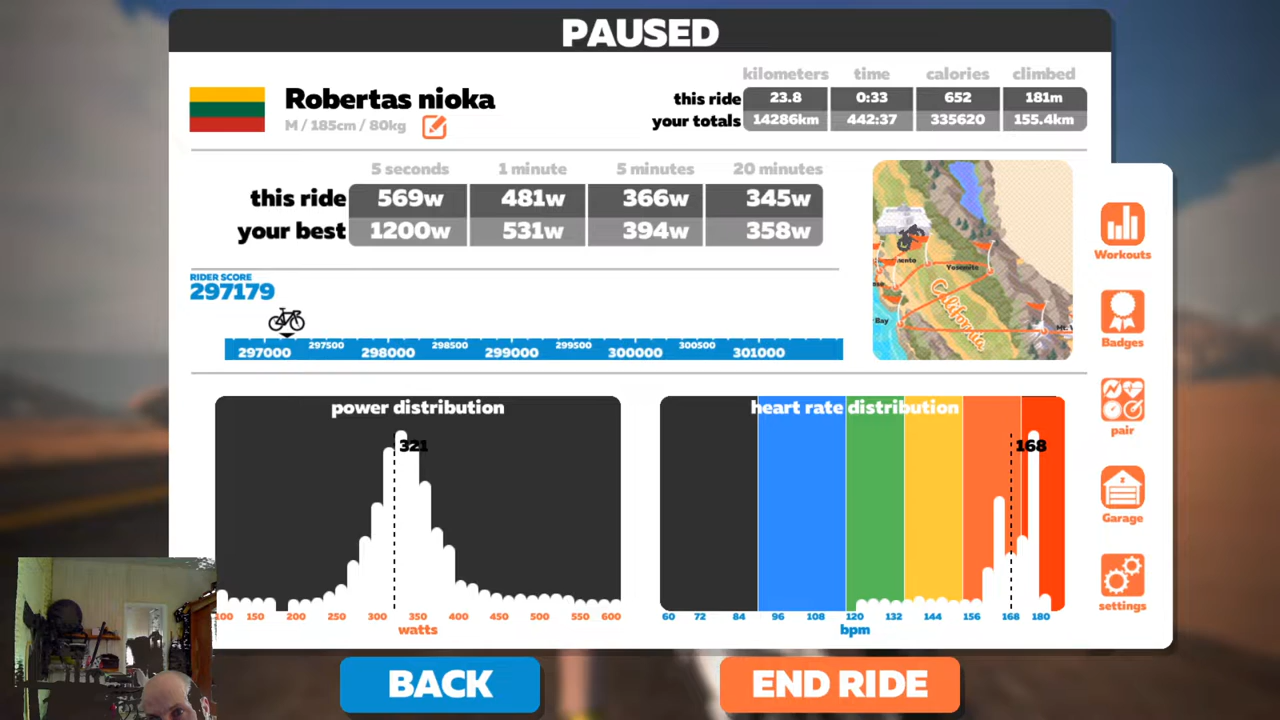 PAUSED
kilometers time calories climbed
Robertas nioka
this ride 23.8 0:33 652 181m
M / 185cm / 80kg
your totals 14286km 442:37 335620 155.4km
5 seconds 1 minute 5 minutes 20 minutes
this ride 569w 481w 366w 345w
your best 1200w 531w 394w 358w
Workouts
Yosemite
California
Bay
RIDER SCORE
297179
297000 297500 298000 298500 299000 299500 300000 300500 301000
Badges
power distribution
321
100 150 200 250 300 350 400 450 500 550 600
watts
heart rate distribution
168
60 72 84 96 108 120 132 144 156 168 180
bpm
pair
Garage
settings
BACK
END RIDE